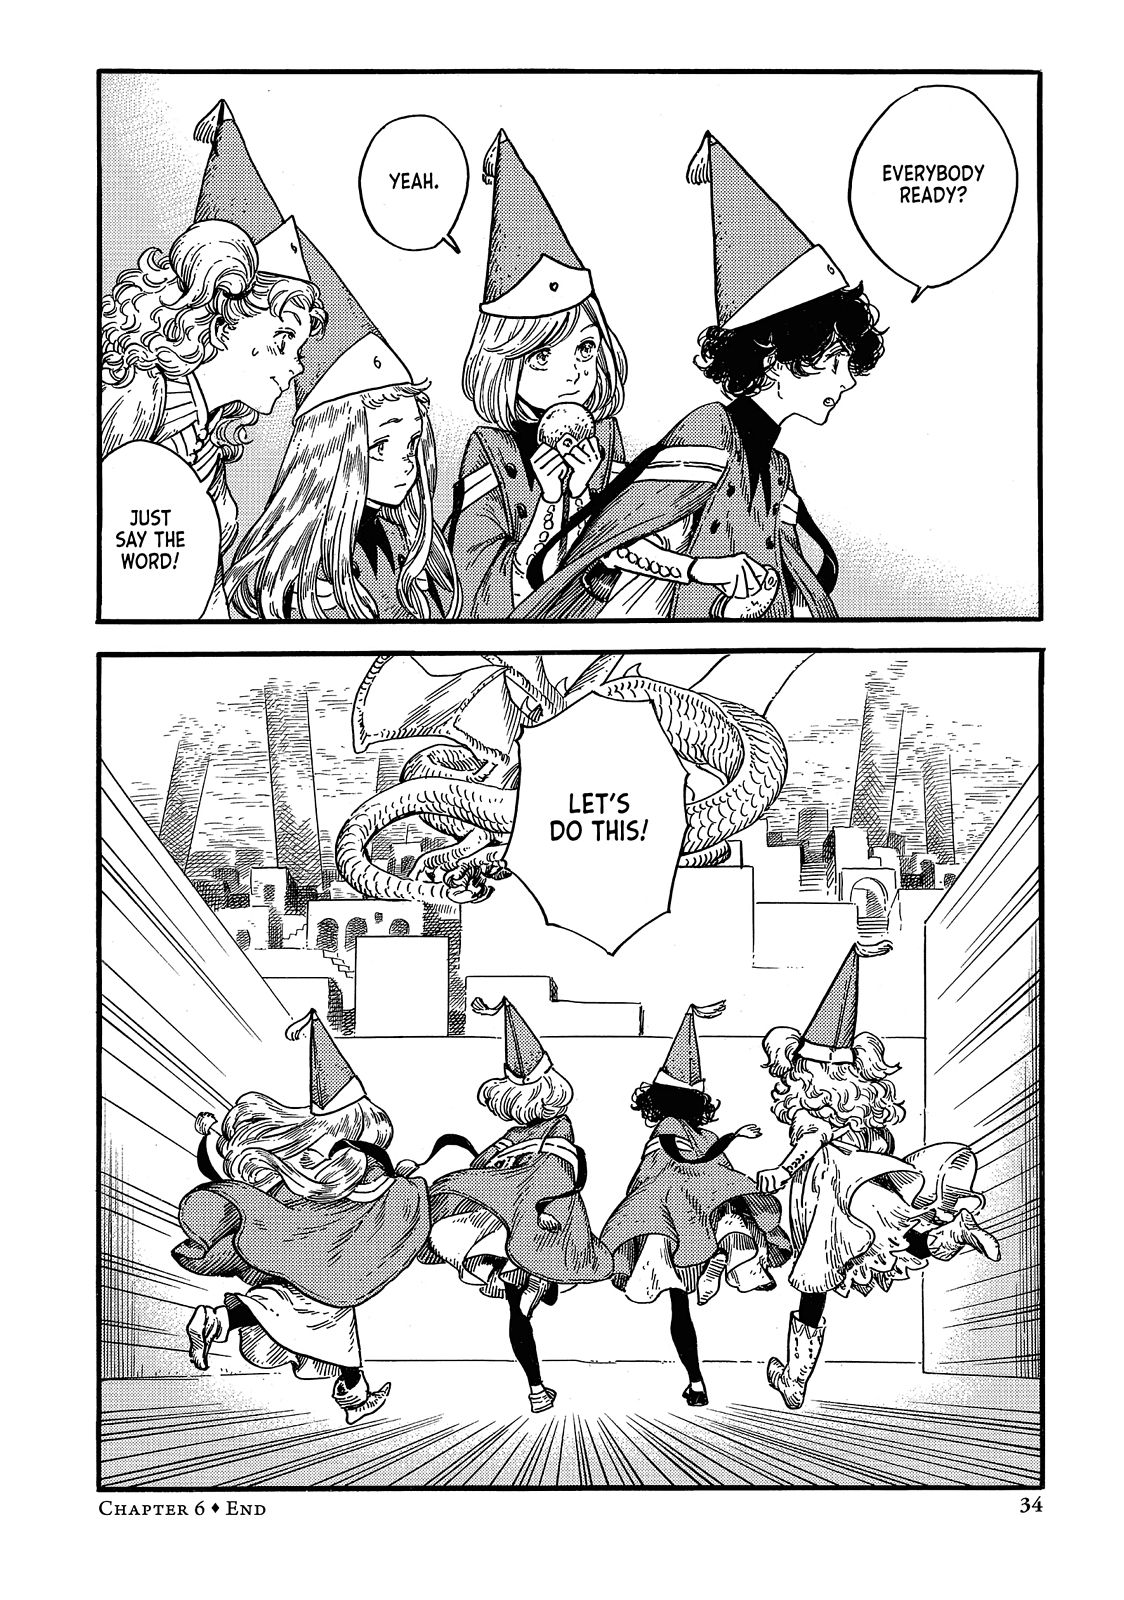 EVERYBODY
READY?
YEAH.
JUST
SAY THE
WORD!
LET'S
DO THIS!
CHAPTER 6 ♦ END
34